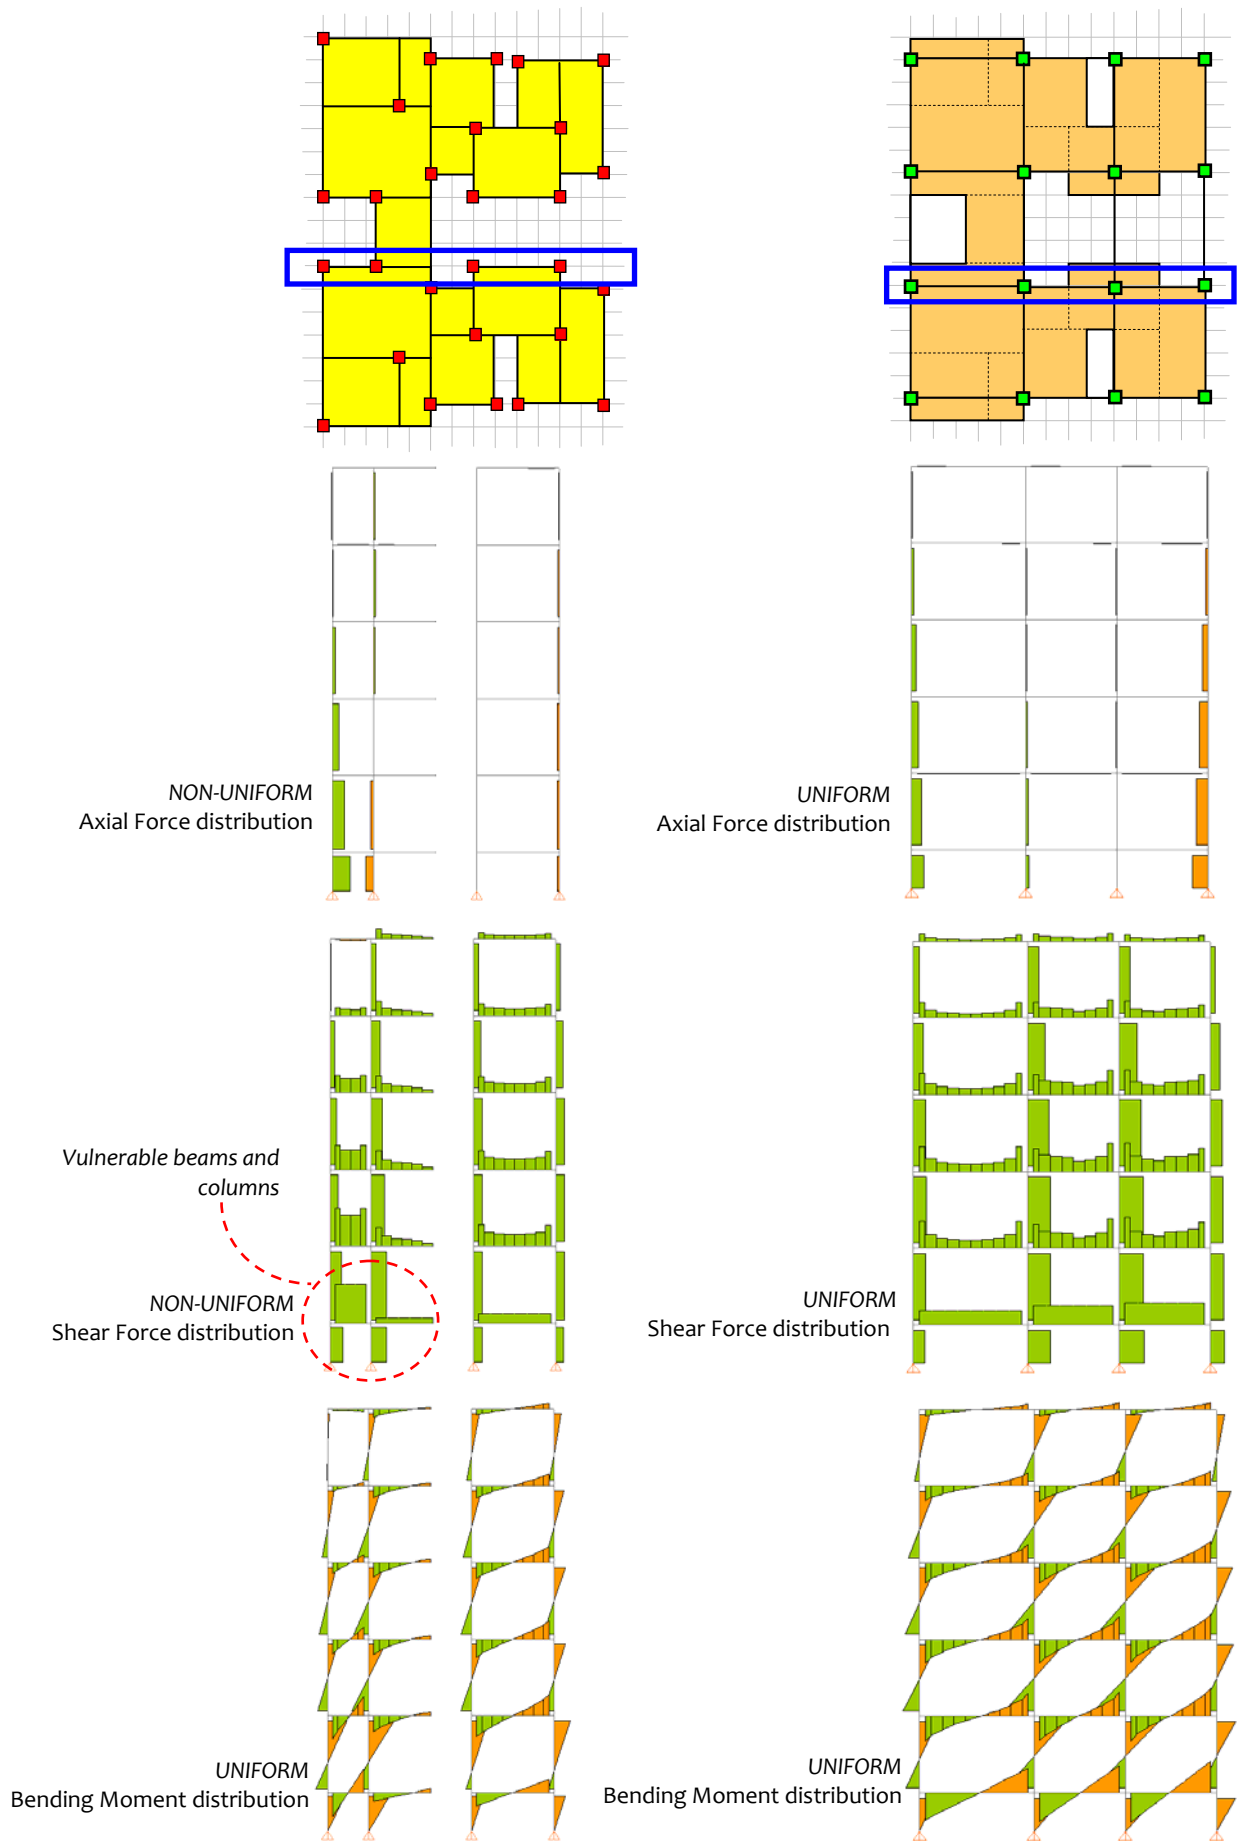 NON-UNIFORM
Axial Force distribution
UNIFORM
Axial Force distribution
Vulnerable beams and
columns
NON-UNIFORM
Shear Force distribution
UNIFORM
Shear Force distribution
UNIFORM
Bending Moment distribution
UNIFORM
Bending Moment distribution